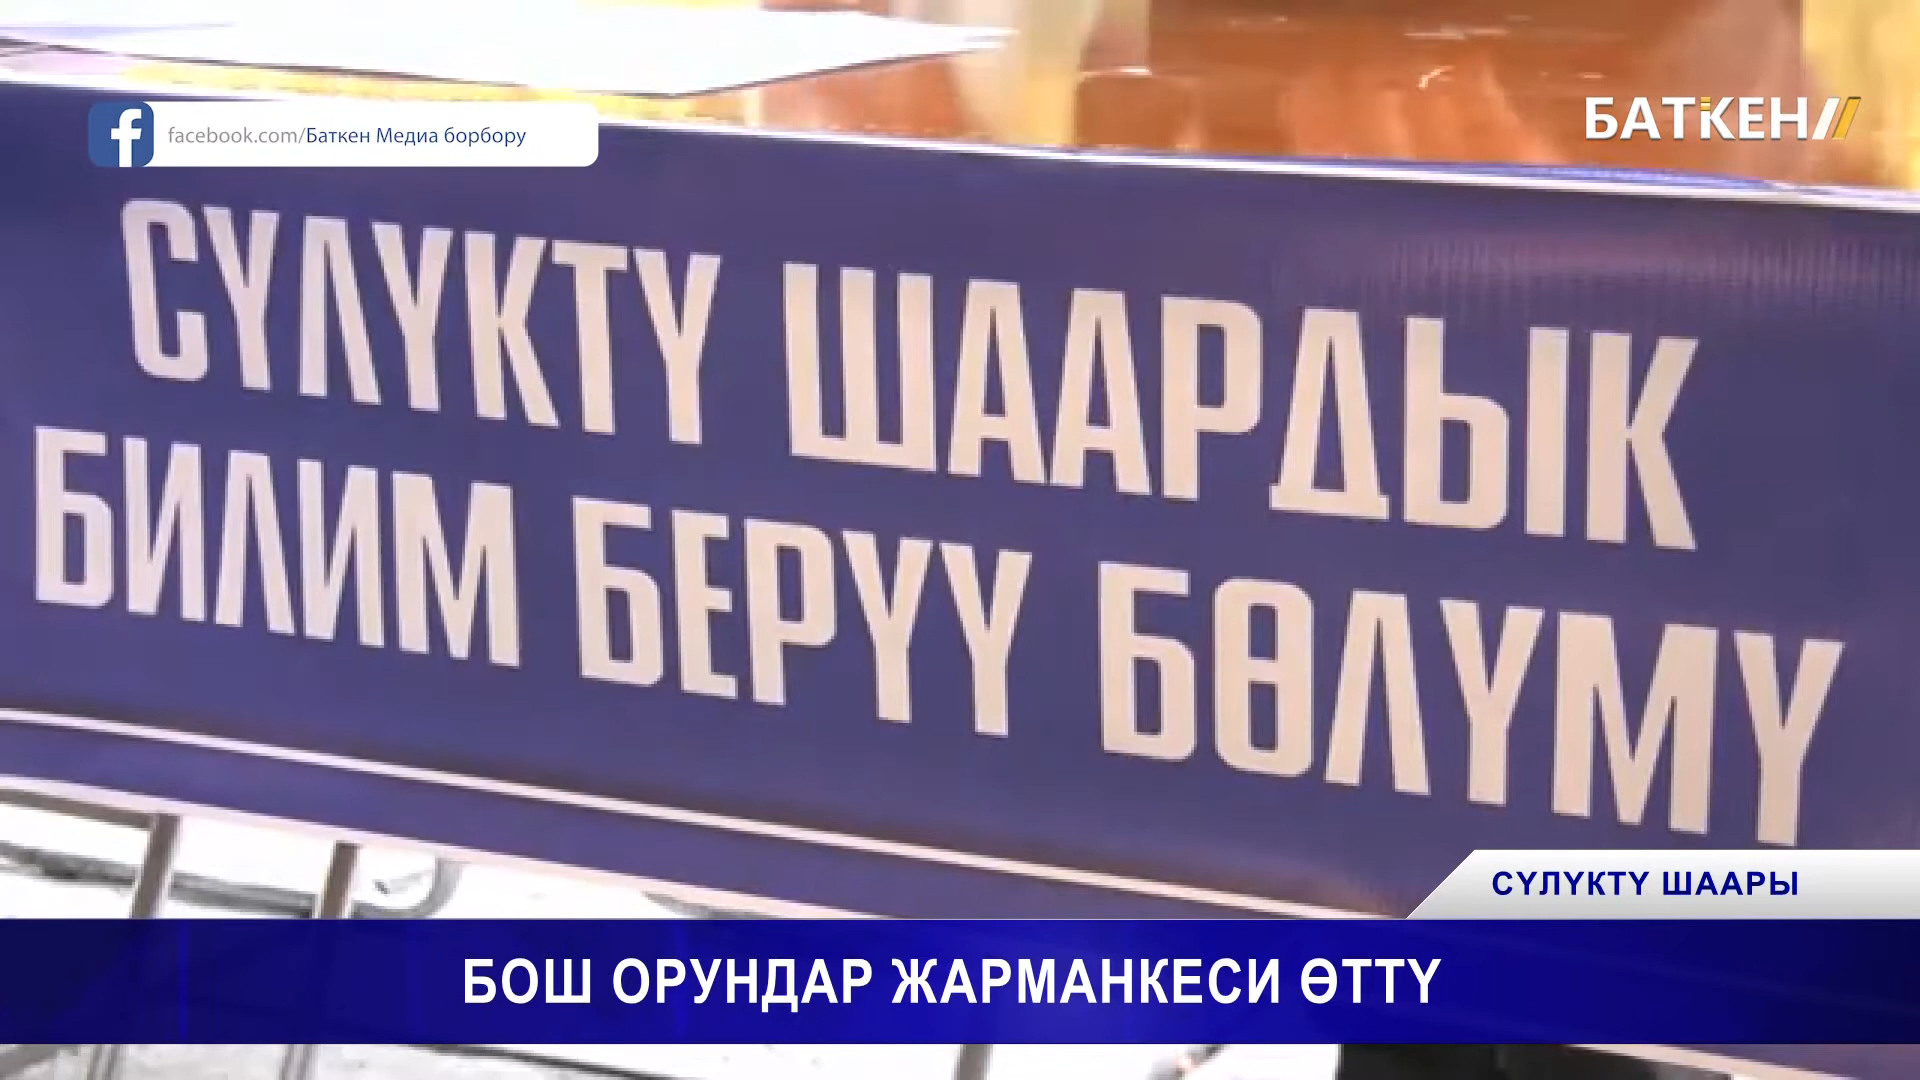 facebook.com/Баткен Медиа борбору
БАТКЕН
СҮЛҮКТҮ ШААРДЫК
БИЛИМ БЕРҮҮ БӨЛҮМҮ
СҮЛҮКТҮ ШААРЫ
БОШ ОРУНДАР ЖАРМАНКЕСИ ӨТТҮ